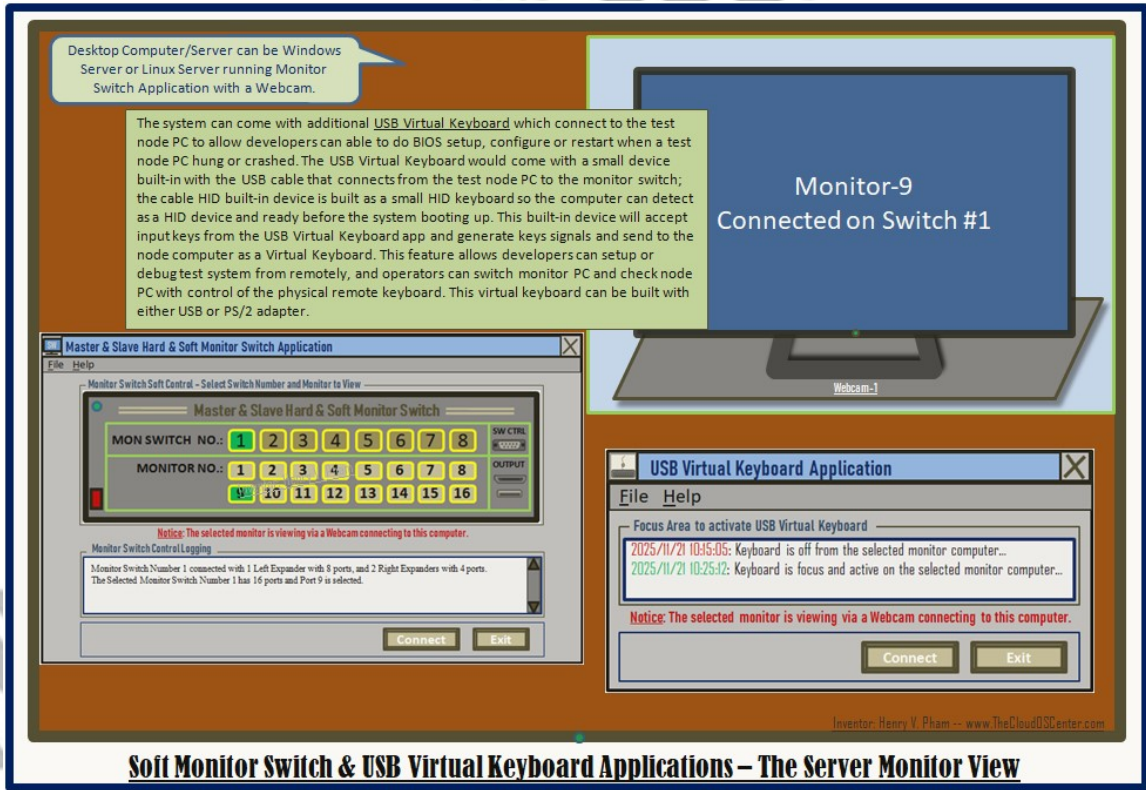 Desktop Computer/Server can be Windows
Server or Linux Server running Monitor
Switch Application with a Webcam.
The system can come with additional USB Virtual Keyboard which connect to the test
node PC to allow developers can able to do BIOS setup, configure or restart when a test
node PC hung or crashed. The USB Virtual Keyboard would come with a small device
built-in with the USB cable that connects from the test node PC to the monitor switch;
the cable HID built-in device is built as a small HID keyboard so the computer can detect
as a HID device and ready before the system booting up. This built-in device will accept
input keys from the USB Virtual Keyboard app and generate keys signals and send to the
node computer as a Virtual Keyboard. This feature allows developers can setup or
debug test system from remotely, and operators can switch monitor PC and check node
PC with control of the physical remote keyboard. This virtual keyboard can be built with
either USB or PS/2 adapter.
Monitor-9
Connected on Switch #1
Webcam-1
Master & Slave Hard & Soft Monitor Switch Application
File Help
Monitor Switch Soft Control - Select Switch Number and Monitor to View
Master & Slave Hard & Soft Monitor Switch
MON SWITCH NO.: 1 2 3 4 5 6 7 8 SW CTRL
MONITOR NO.: 1 2 3 4 5 6 7 8 OUTPUT
9 10 11 12 13 14 15 16
Notice: The selected monitor is viewing via a Webcam connecting to this computer.
Monitor Switch Control Logging
Monitor Switch Number 1 connected with 1 Left Expander with 8 ports, and 2 Right Expanders with 4 ports.
The Selected Monitor Switch Number 1 has 16 ports and Port 9 is selected.
Connect Exit
USB Virtual Keyboard Application
File Help
Focus Area to activate USB Virtual Keyboard
2025/11/21 10:15:05: Keyboard is off from the selected monitor computer...
2025/11/21 10:25:12: Keyboard is focus and active on the selected monitor computer...
Notice: The selected monitor is viewing via a Webcam connecting to this computer.
Connect Exit
Inventor: Henry V. Pham -- www.TheCloudOSCenter.com
Soft Monitor Switch & USB Virtual Keyboard Applications – The Server Monitor View